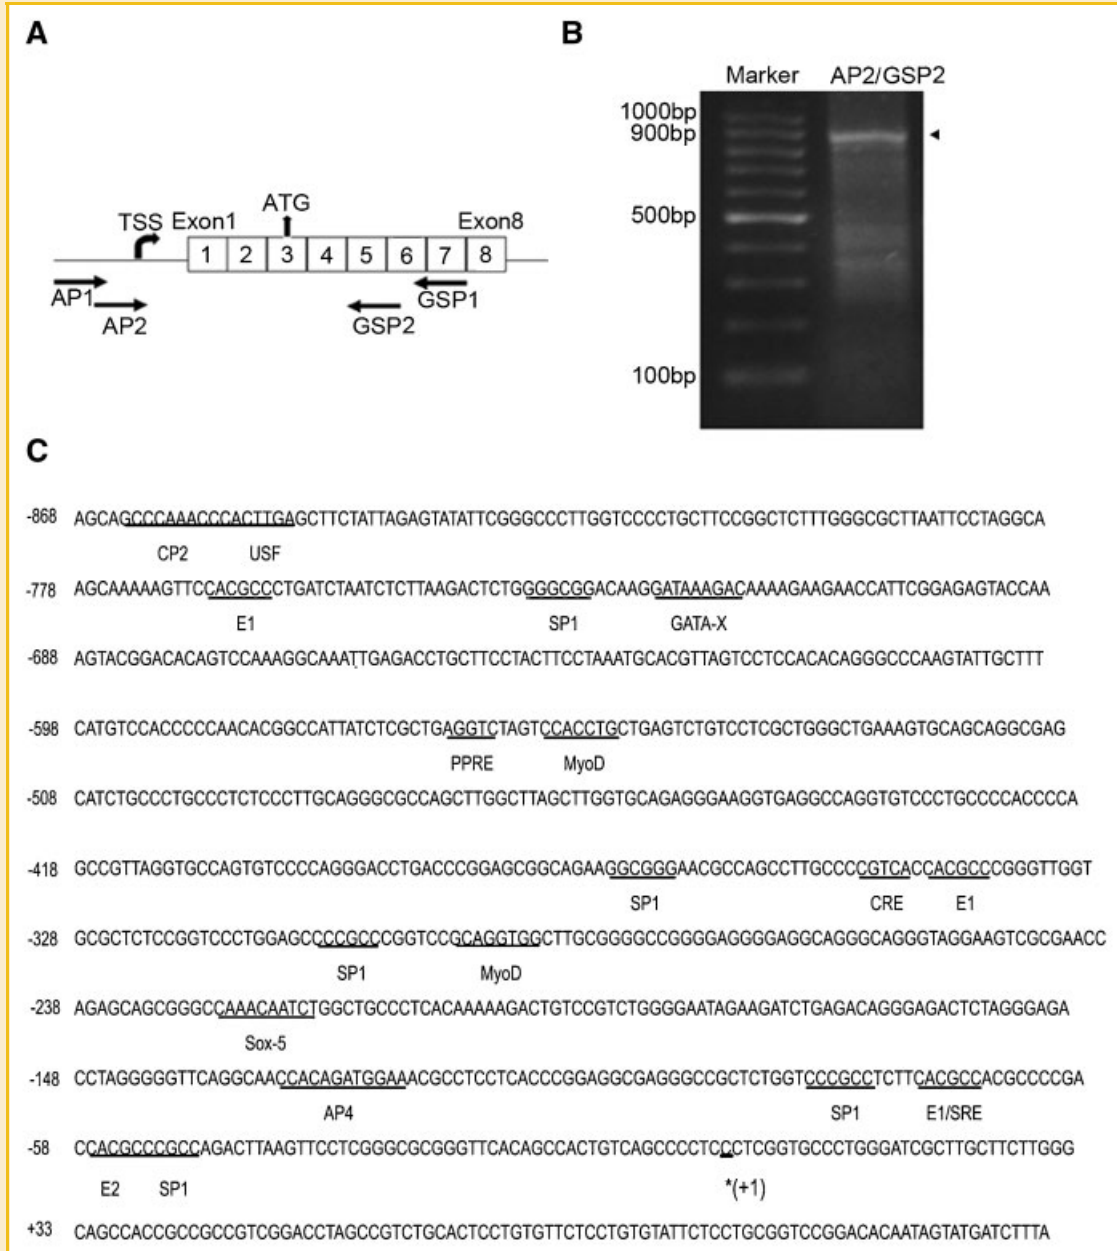 A
B
Marker AP2/GSP2
1000bp
900bp
500bp
100bp
TSS Exon1 ATG Exon8
1 2 3 4 5 6 7 8
AP1
AP2
GSP2
GSP1
C
-868 AGCAGCCCAAACCCACTTGAGCTTCTATTAGAGTATATTCGGGCCCTTGGTCCCCTGCTTCCGGCTCTTTGGGCGCTTAATTCCTAGGCA
CP2 USF
-778 AGCAAAAAGTTCCACGCCCTGATCTAATCTCTTAAGACTCTGGGGCGGACAAGGATAAAGACAAAAGAAGAACCATTCGGAGAGTACCAA
E1 SP1 GATA-X
-688 AGTACGGACACAGTCCAAAGGCAAATTGAGACCTGCTTCCTACTTCCTAAATGCACGTTAGTCCTCCACACAGGGCCCAAGTATTGCTTT
-598 CATGTCCACCCCCAACACGGCCATTATCTCGCTGAGGTCTAGTCCACCTGCTGAGTCTGTCCTCGCTGGGCTGAAAGTGCAGCAGGCGAG
PPRE MyoD
-508 CATCTGCCCTGCCCTCTCCCTTGCAGGGCGCCAGCTTGGCTTAGCTTGGTGCAGAGGGAAGGTGAGGCCAGGTGTCCCTGCCCCACCCCA
-418 GCCGTTAGGTGCCAGTGTCCCCAGGGACCTGACCCGGAGCGGCAGAAGGCGGGAACGCCAGCCTTGCCCCGTCACCACGCCCGGGTTGGT
SP1 CRE E1
-328 GCGCTCTCCGGTCCCTGGAGCCCCGCCCGGTCCGCAGGTGGCTTGCGGGGCCGGGGAGGGGAGGCAGGGCAGGGTAGGAAGTCGCGAACC
SP1 MyoD
-238 AGAGCAGCGGGCCAAACAATCTGGCTGCCCTCACAAAAAGACTGTCCGTCTGGGGAATAGAAGATCTGAGACAGGGAGACTCTAGGGAGA
Sox-5
-148 CCTAGGGGGTTCAGGCAACCACAGATGGAAACGCCTCCTCACCCGGAGGCGAGGGCCGCTCTGGTCCCGCCTCTTCACGCCACGCCCCGA
AP4 SP1 E1/SRE
-58 CCACGCCCGCCAGACTTAAGTTCCTCGGGCGCGGGTTCACAGCCACTGTCAGCCCCTCCCTCGGTGCCCTGGGATCGCTTGCTTCTTGGG
E2 SP1 *(+1)
+33 CAGCCACCGCCGCCGTCGGACCTAGCCGTCTGCACTCCTGTGTTCTCCTGTGTATTCTCCTGCGGTCCGGACACAATAGTATGATCTTTA